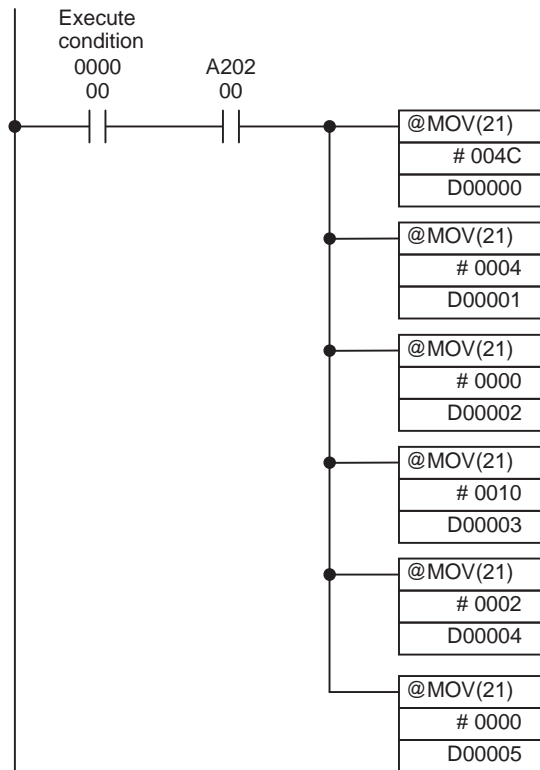 Execute
condition
0000
00
A202
00
@MOV(21)
# 004C
D00000
@MOV(21)
# 0004
D00001
@MOV(21)
# 0000
D00002
@MOV(21)
# 0010
D00003
@MOV(21)
# 0002
D00004
@MOV(21)
# 0000
D00005